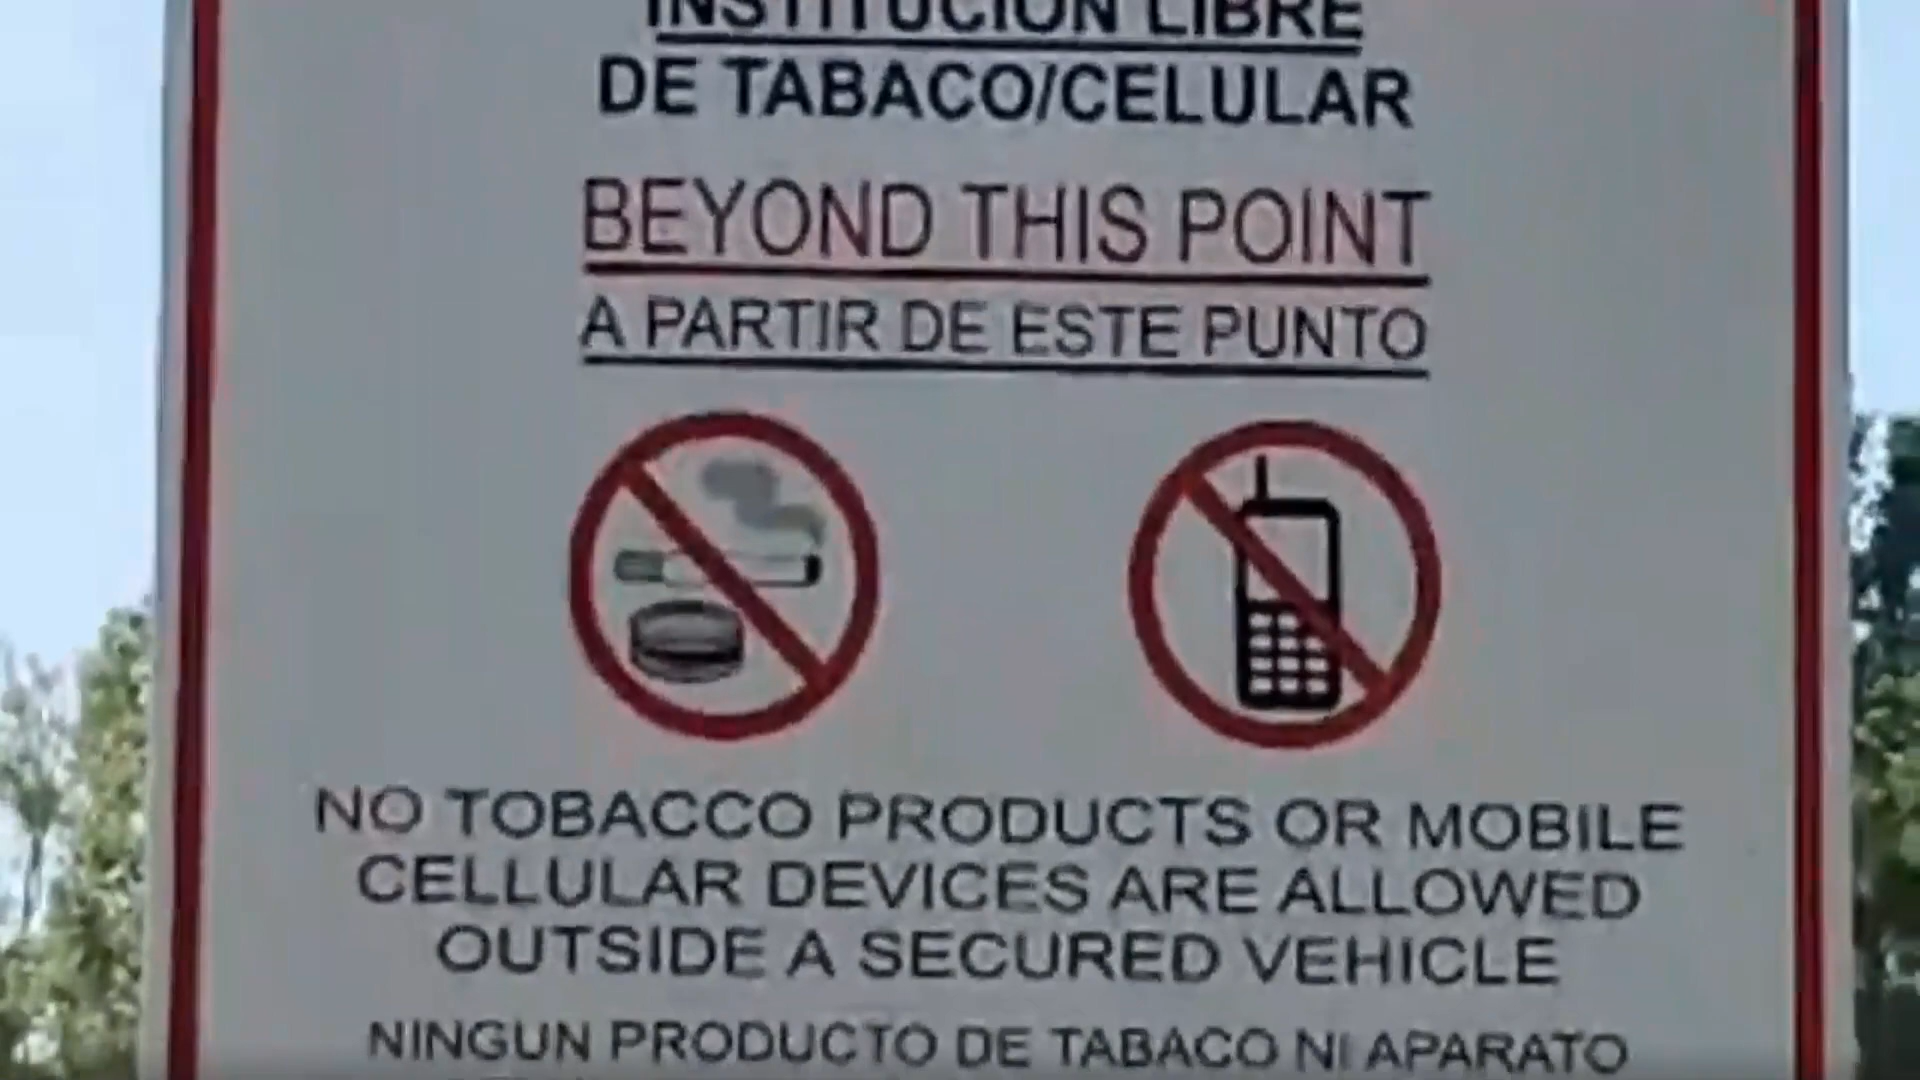 INSTITUCION LIBRE
DE TABACO/CELULAR
BEYOND THIS POINT
A PARTIR DE ESTE PUNTO
NO TOBACCO PRODUCTS OR MOBILE
CELLULAR DEVICES ARE ALLOWED
OUTSIDE A SECURED VEHICLE
NINGUN PRODUCTO DE TABACO NI APARATO